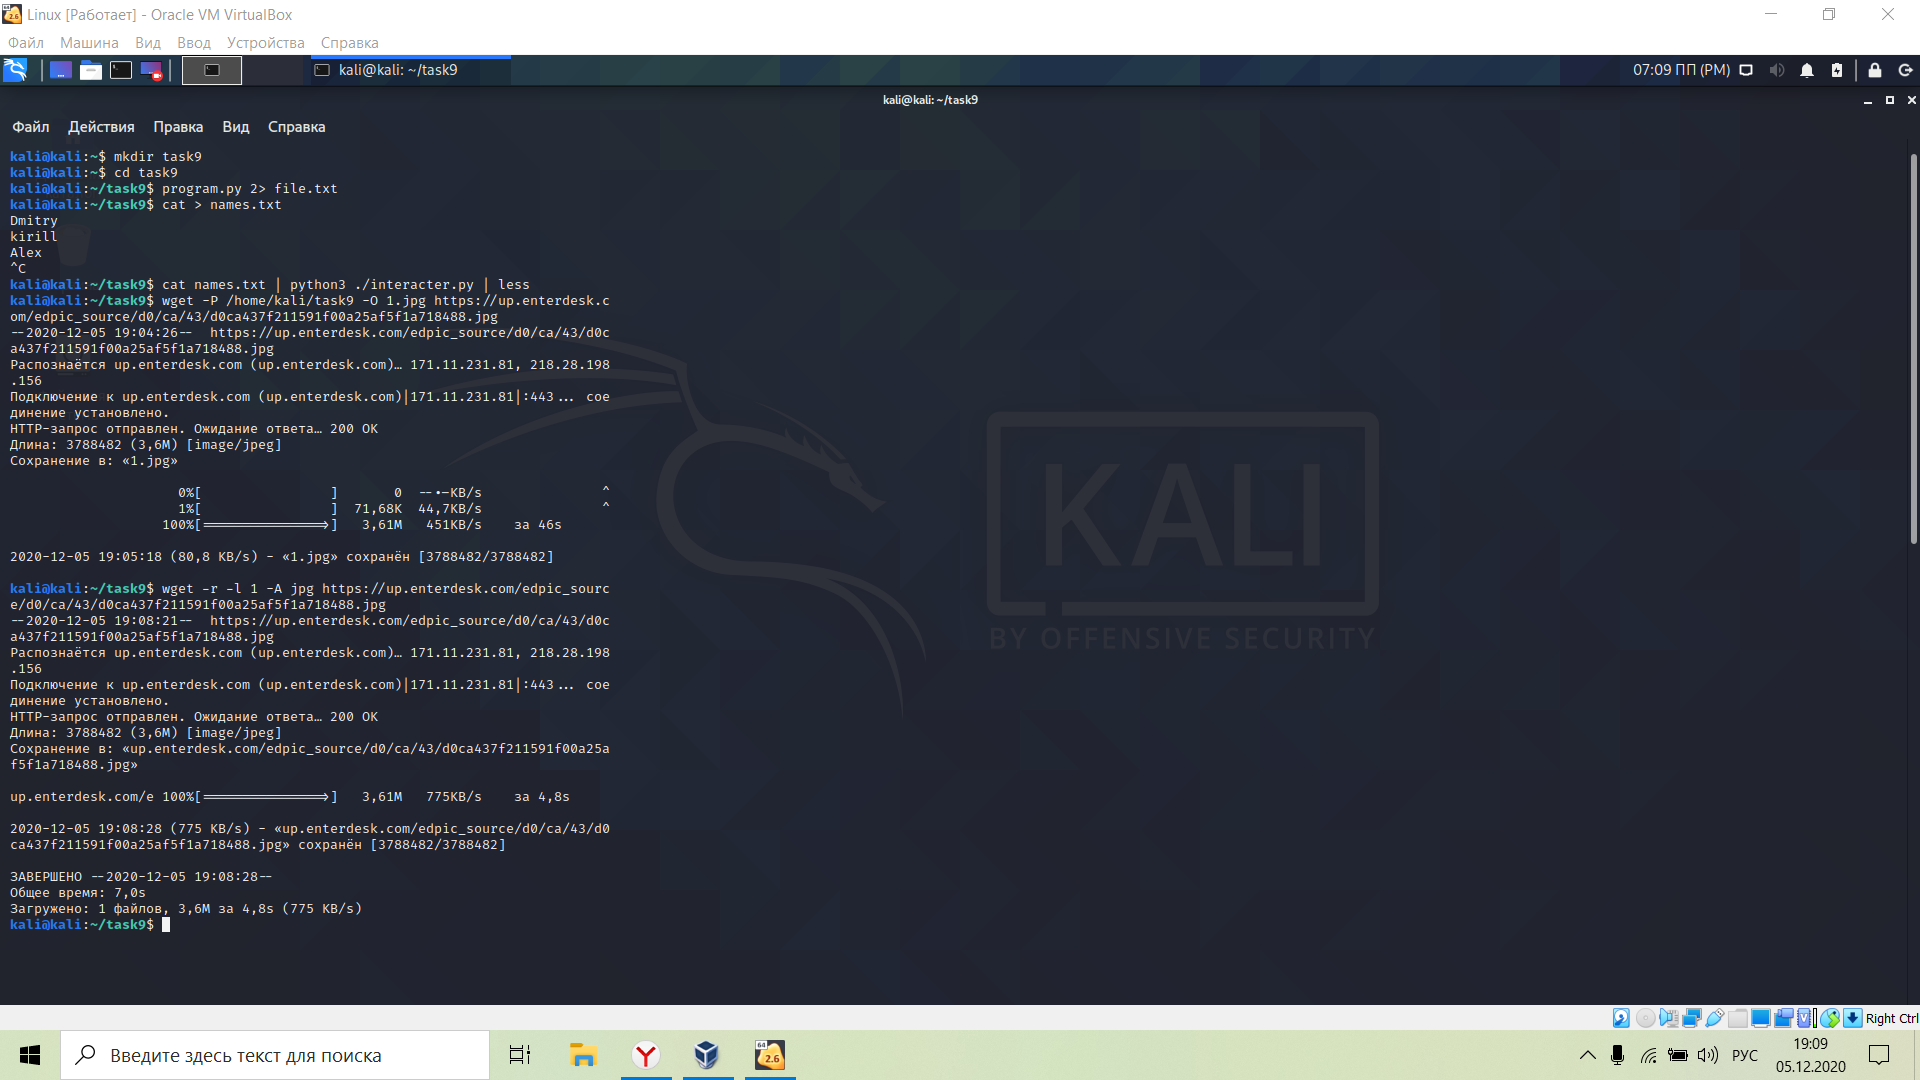 Linux [Работает] - Oracle VM VirtualBox
Файл Машина Вид Ввод Устройства Справка
kali@kali: ~/task9
07:09 ПП (PM)
kali@kali: ~/task9
Файл Действия Правка Вид Справка
kali@kali:~$ mkdir task9
kali@kali:~$ cd task9
kali@kali:~/task9$ program.py 2> file.txt
kali@kali:~/task9$ cat > names.txt
Dmitry
kirill
Alex
^C
kali@kali:~/task9$ cat names.txt | python3 ./interacter.py | less
kali@kali:~/task9$ wget -P /home/kali/task9 -O 1.jpg https://up.enterdesk.c
om/edpic_source/d0/ca/43/d0ca437f211591f00a25af5f1a718488.jpg
--2020-12-05 19:04:26--  https://up.enterdesk.com/edpic_source/d0/ca/43/d0c
a437f211591f00a25af5f1a718488.jpg
Распознаётся up.enterdesk.com (up.enterdesk.com)… 171.11.231.81, 218.28.198
.156
Подключение к up.enterdesk.com (up.enterdesk.com)|171.11.231.81|:443... сое
динение установлено.
HTTP-запрос отправлен. Ожидание ответа… 200 OK
Длина: 3788482 (3,6M) [image/jpeg]
Сохранение в: «1.jpg»
0%[                ]       0  --.-KB/s               ^
1%[                ]  71,68K  44,7KB/s               ^
100%[===============>]   3,61M   451KB/s    за 46s
2020-12-05 19:05:18 (80,8 KB/s) - «1.jpg» сохранён [3788482/3788482]
kali@kali:~/task9$ wget -r -l 1 -A jpg https://up.enterdesk.com/edpic_sourc
e/d0/ca/43/d0ca437f211591f00a25af5f1a718488.jpg
--2020-12-05 19:08:21--  https://up.enterdesk.com/edpic_source/d0/ca/43/d0c
a437f211591f00a25af5f1a718488.jpg
Распознаётся up.enterdesk.com (up.enterdesk.com)… 171.11.231.81, 218.28.198
.156
Подключение к up.enterdesk.com (up.enterdesk.com)|171.11.231.81|:443... сое
динение установлено.
HTTP-запрос отправлен. Ожидание ответа… 200 OK
Длина: 3788482 (3,6M) [image/jpeg]
Сохранение в: «up.enterdesk.com/edpic_source/d0/ca/43/d0ca437f211591f00a25a
f5f1a718488.jpg»
up.enterdesk.com/e 100%[===============>]   3,61M   775KB/s    за 4,8s
2020-12-05 19:08:28 (775 KB/s) - «up.enterdesk.com/edpic_source/d0/ca/43/d0
ca437f211591f00a25af5f1a718488.jpg» сохранён [3788482/3788482]
ЗАВЕРШЕНО --2020-12-05 19:08:28--
Общее время: 7,0s
Загружено: 1 файлов, 3,6M за 4,8s (775 KB/s)
kali@kali:~/task9$
KALI
BY OFFENSIVE SECURITY
Right Ctrl
Введите здесь текст для поиска
64
2.6
РУС
19:09
05.12.2020